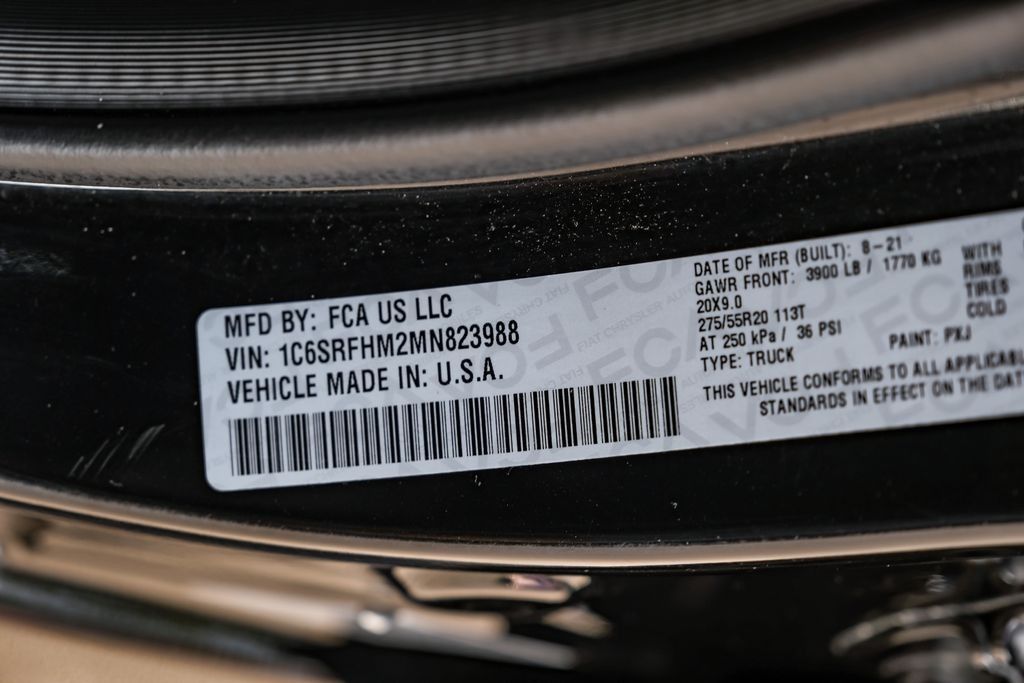 MFD BY: FCA US LLC
VIN: 1C6SRFHM2MN823988
VEHICLE MADE IN: U.S.A.
DATE OF MFR (BUILT): 8-21
GAWR FRONT: 3900 LB / 1770 KG
20X9.0
275/55R20 113T
AT 250 kPa / 36 PSI
TYPE: TRUCK
WITH
RIMS
TIRES
COLD
PAINT: PXJ
THIS VEHICLE CONFORMS TO ALL
STANDARDS IN EFFECT ON THE